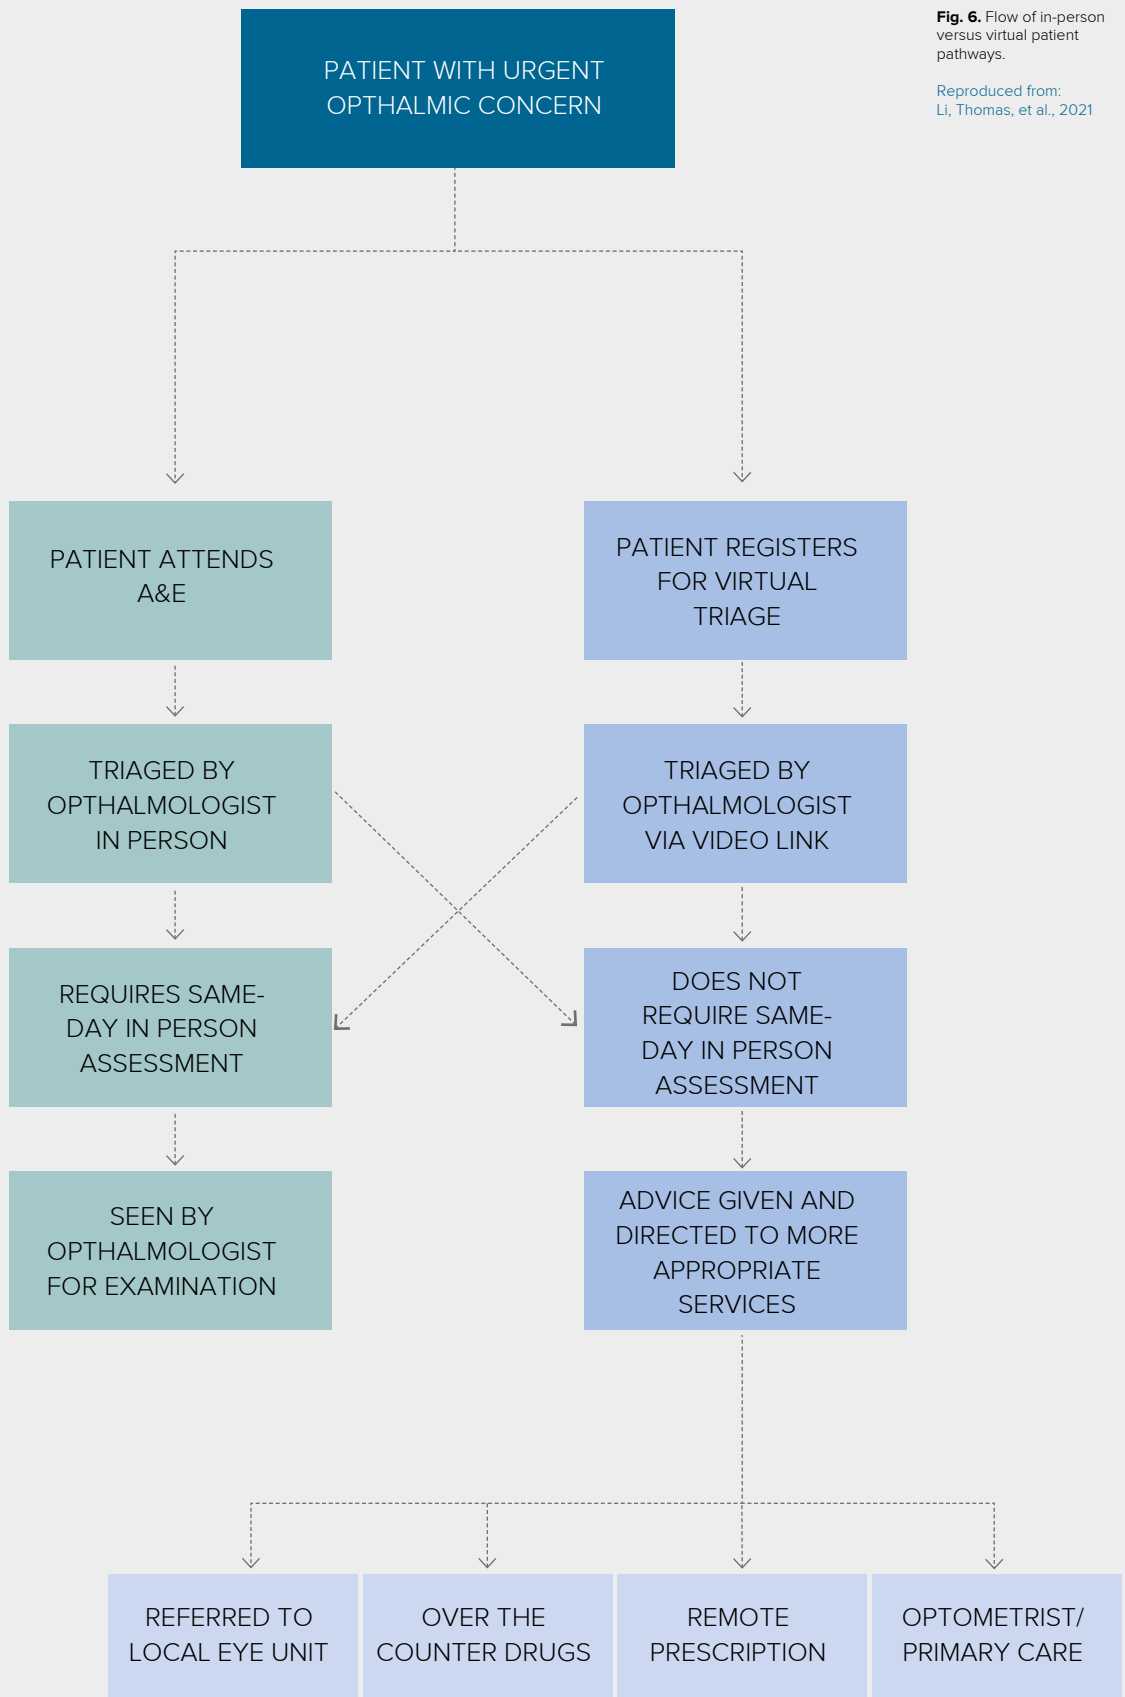 Fig. 6. Flow of in-person
versus virtual patient
pathways.
Reproduced from:
Li, Thomas, et al., 2021
PATIENT WITH URGENT
OPTHALMIC CONCERN
PATIENT ATTENDS
A&E
PATIENT REGISTERS
FOR VIRTUAL
TRIAGE
TRIAGED BY
OPTHALMOLOGIST
IN PERSON
TRIAGED BY
OPTHALMOLOGIST
VIA VIDEO LINK
REQUIRES SAME-
DAY IN PERSON
ASSESSMENT
DOES NOT
REQUIRE SAME-
DAY IN PERSON
ASSESSMENT
SEEN BY
OPTHALMOLOGIST
FOR EXAMINATION
ADVICE GIVEN AND
DIRECTED TO MORE
APPROPRIATE
SERVICES
REFERRED TO
LOCAL EYE UNIT
OVER THE
COUNTER DRUGS
REMOTE
PRESCRIPTION
OPTOMETRIST/
PRIMARY CARE